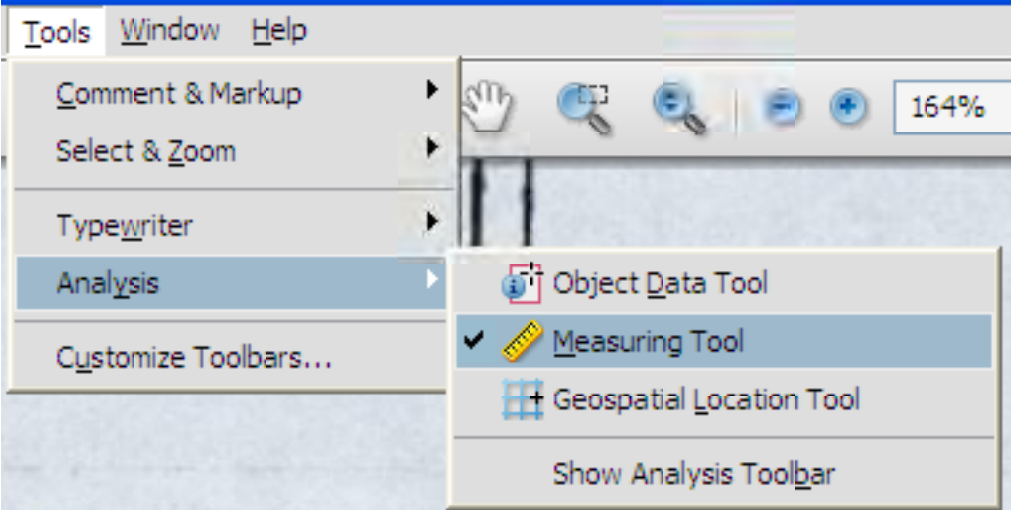 Tools Window Help
Comment & Markup
164%
Select & Zoom
Typewriter
Analysis
Object Data Tool
Measuring Tool
Customize Toolbars...
Geospatial Location Tool
Show Analysis Toolbar